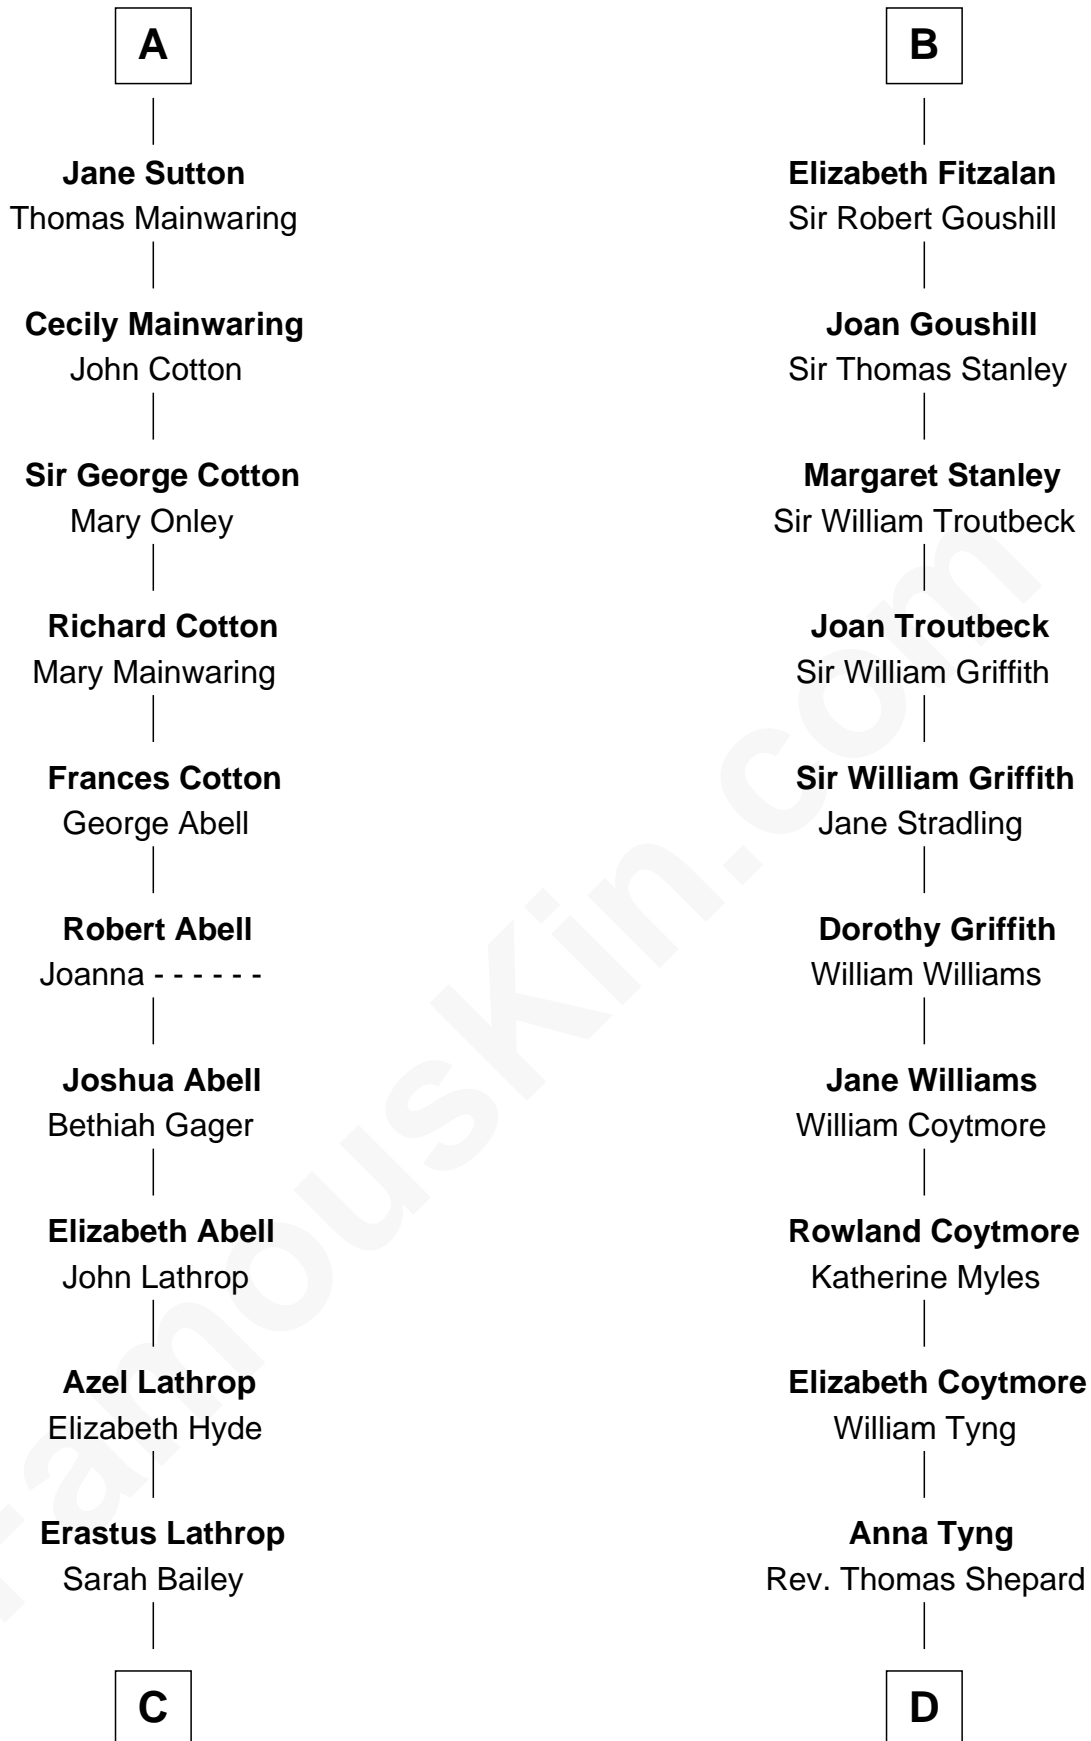 A
Jane Sutton
Thomas Mainwaring
Cecily Mainwaring
John Cotton
Sir George Cotton
Mary Onley
Richard Cotton
Mary Mainwaring
Frances Cotton
George Abell
Robert Abell
Joanna - - - - - -
Joshua Abell
Bethiah Gager
Elizabeth Abell
John Lathrop
Azel Lathrop
Elizabeth Hyde
Erastus Lathrop
Sarah Bailey
C
B
Elizabeth Fitzalan
Sir Robert Goushill
Joan Goushill
Sir Thomas Stanley
Margaret Stanley
Sir William Troutbeck
Joan Troutbeck
Sir William Griffith
Sir William Griffith
Jane Stradling
Dorothy Griffith
William Williams
Jane Williams
William Coytmore
Rowland Coytmore
Katherine Myles
Elizabeth Coytmore
William Tyng
Anna Tyng
Rev. Thomas Shepard
D
FamousKin.com